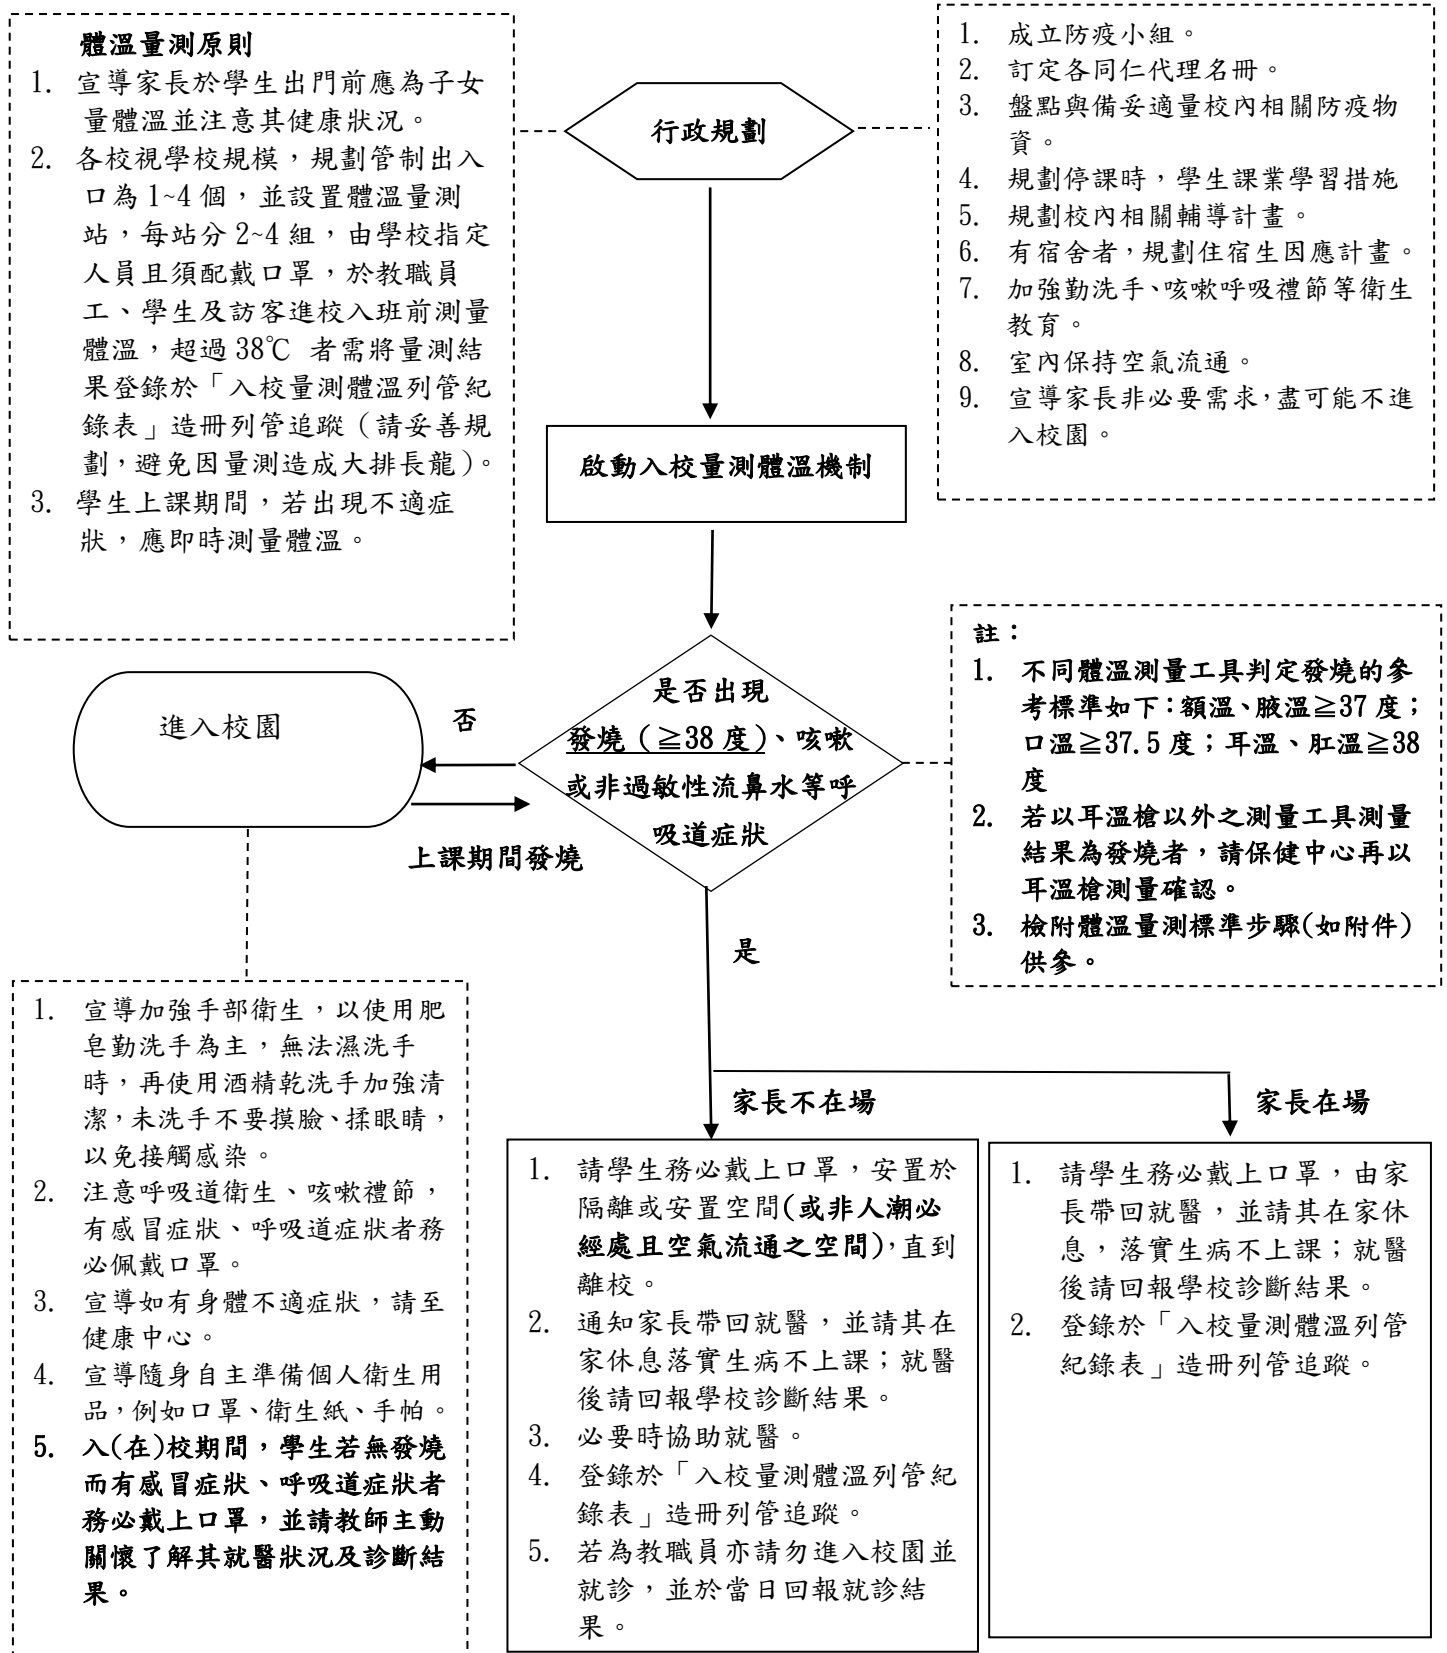 體溫量測原則
1. 宣導家長於學生出門前應為子女
量體溫並注意其健康狀況。
2. 各校視學校規模，規劃管制出入
口為 1~4 個，並設置體溫量測
站，每站分 2~4 組，由學校指定
人員且須配戴口罩，於教職員
工、學生及訪客進校入班前測量
體溫，超過 38℃ 者需將量測結
果登錄於「入校量測體溫列管紀
錄表」造冊列管追蹤（請妥善規
劃，避免因量測造成大排長龍）。
3. 學生上課期間，若出現不適症
狀，應即時測量體溫。
行政規劃
1. 成立防疫小組。
2. 訂定各同仁代理名冊。
3. 盤點與備妥適量校內相關防疫物
資。
4. 規劃停課時，學生課業學習措施
5. 規劃校內相關輔導計畫。
6. 有宿舍者，規劃住宿生因應計畫。
7. 加強勤洗手、咳嗽呼吸禮節等衛生
教育。
8. 室內保持空氣流通。
9. 宣導家長非必要需求，盡可能不進
入校園。
啟動入校量測體溫機制
是否出現
發燒（≧38 度)、咳嗽
或非過敏性流鼻水等呼
吸道症狀
註：
1. 不同體溫測量工具判定發燒的參
考標準如下：額溫、腋溫≧37 度；
口溫≧37.5 度；耳溫、肛溫≧38
度
2. 若以耳溫槍以外之測量工具測量
結果為發燒者，請保健中心再以
耳溫槍測量確認。
3. 檢附體溫量測標準步驟(如附件)
供參。
否
進入校園
上課期間發燒
是
1. 宣導加強手部衛生，以使用肥
皂勤洗手為主，無法濕洗手
時，再使用酒精乾洗手加強清
潔，未洗手不要摸臉、揉眼睛，
以免接觸感染。
2. 注意呼吸道衛生、咳嗽禮節，
有感冒症狀、呼吸道症狀者務
必佩戴口罩。
3. 宣導如有身體不適症狀，請至
健康中心。
4. 宣導隨身自主準備個人衛生用
品，例如口罩、衛生紙、手帕。
5. 入(在)校期間，學生若無發燒
而有感冒症狀、呼吸道症狀者
務必戴上口罩，並請教師主動
關懷了解其就醫狀況及診斷結
果。
家長不在場
1. 請學生務必戴上口罩，安置於
隔離或安置空間(或非人潮必
經處且空氣流通之空間)，直到
離校。
2. 通知家長帶回就醫，並請其在
家休息落實生病不上課；就醫
後請回報學校診斷結果。
3. 必要時協助就醫。
4. 登錄於「入校量測體溫列管紀
錄表」造冊列管追蹤。
5. 若為教職員亦請勿進入校園並
就診，並於當日回報就診結
果。
家長在場
1. 請學生務必戴上口罩，由家
長帶回就醫，並請其在家休
息，落實生病不上課；就醫
後請回報學校診斷結果。
2. 登錄於「入校量測體溫列管
紀錄表」造冊列管追蹤。